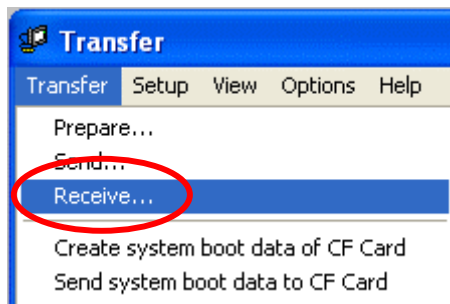 Transfer
Transfer Setup View Options Help
Prepare...
Send...
Receive...
Create system boot data of CF Card
Send system boot data to CF Card